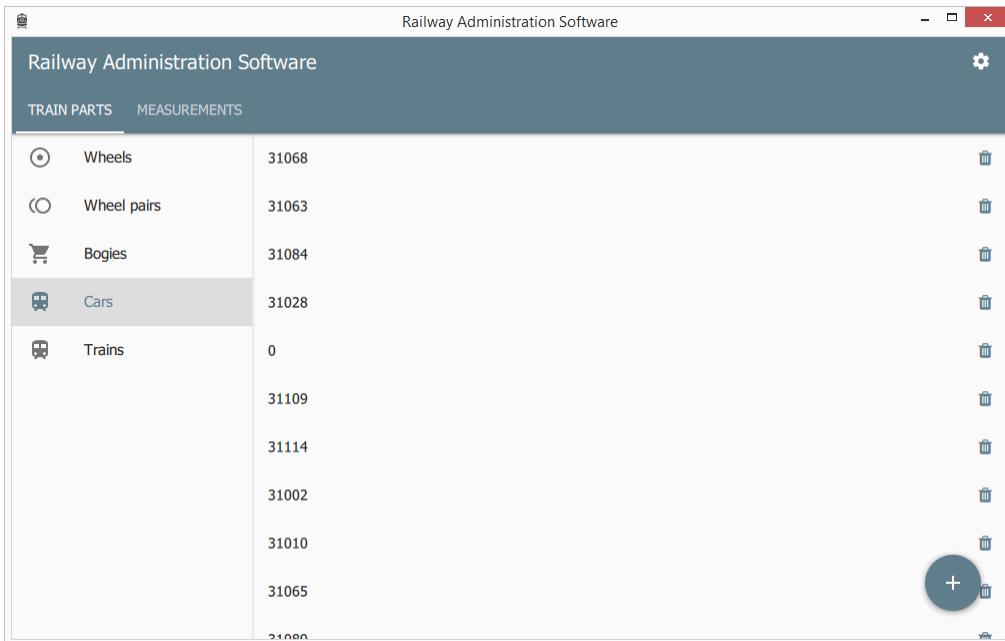 Railway Administration Software
Railway Administration Software
TRAIN PARTS MEASUREMENTS
Wheels
Wheel pairs
Bogies
Cars
Trains
31068
31063
31084
31028
0
31109
31114
31002
31010
31065